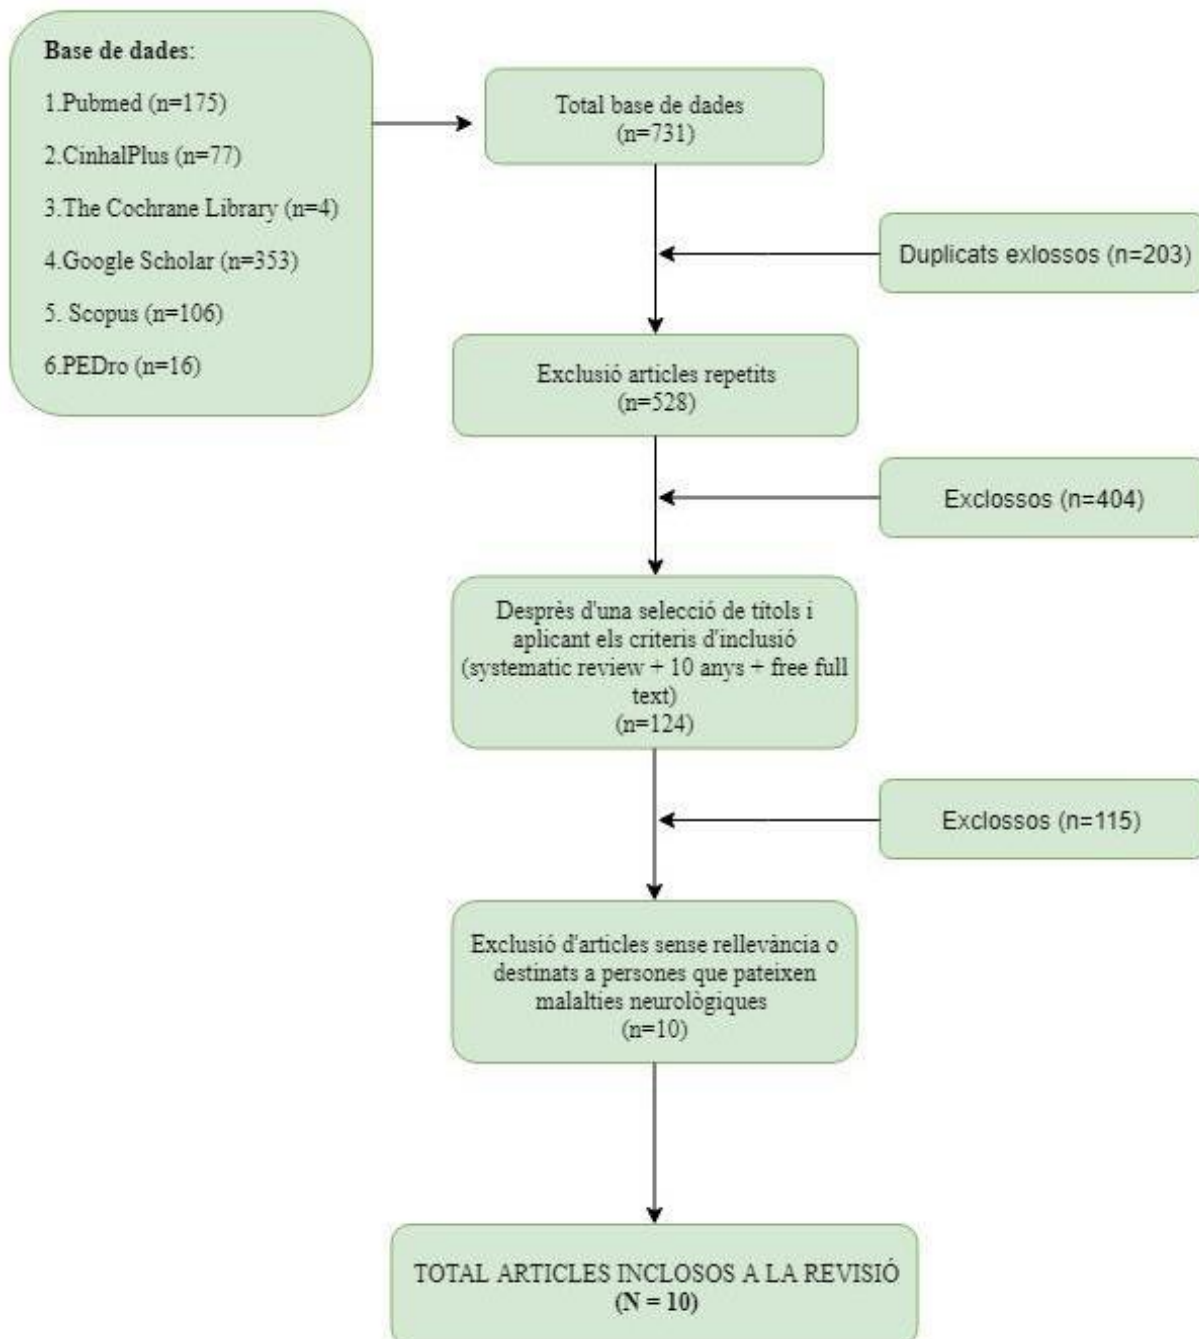 Base de dades:
1.Pubmed (n=175)
2.CinhalPlus (n=77)
3.The Cochrane Library (n=4)
4.Google Scholar (n=353)
5. Scopus (n=106)
6.PEDro (n=16)
Total base de dades
(n=731)
Duplicats exlossos (n=203)
Exclusió articles repetits
(n=528)
Exclossos (n=404)
Desprès d'una selecció de títols i
aplicant els criteris d'inclusió
(systematic review + 10 anys + free full
text)
(n=124)
Exclossos (n=115)
Exclusió d'articles sense rellevància o
destinats a persones que pateixen
malalties neurològiques
(n=10)
TOTAL ARTICLES INCLOSOS A LA REVISIÓ
(N = 10)